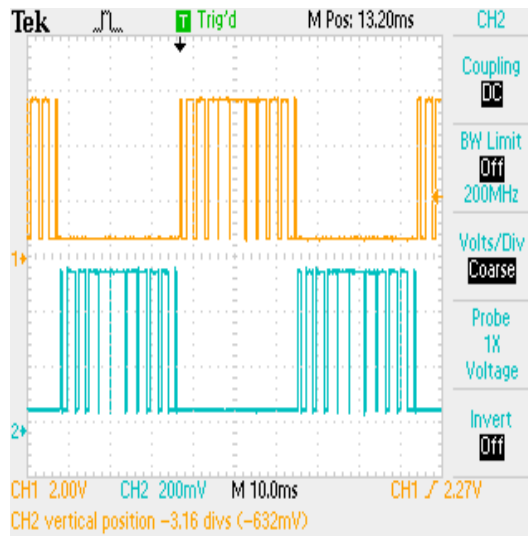 Tek T Trig'd M Pos: 13.20ms CH2
Coupling
DC
BW Limit
Off
200MHz
Volts/Div
Coarse
Probe
1X
Voltage
Invert
Off
1
2
CH1 2.00V CH2 200mV M 10.0ms CH1 2.27V
CH2 vertical position -3.16 divs (-632mV)